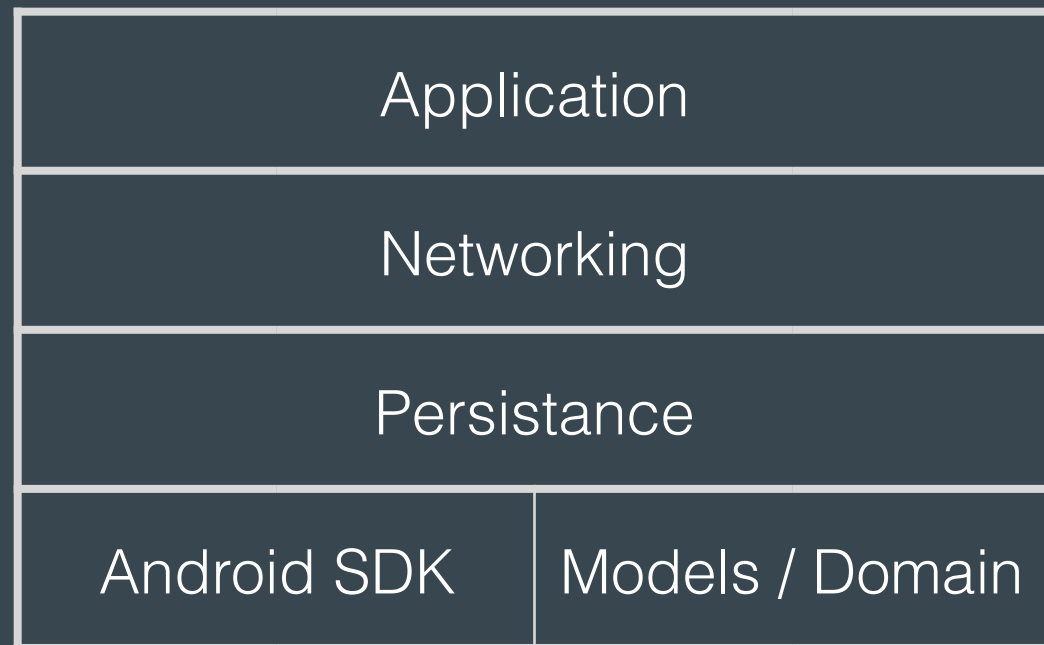 Application
Networking
Persistance
Android SDK
Models / Domain